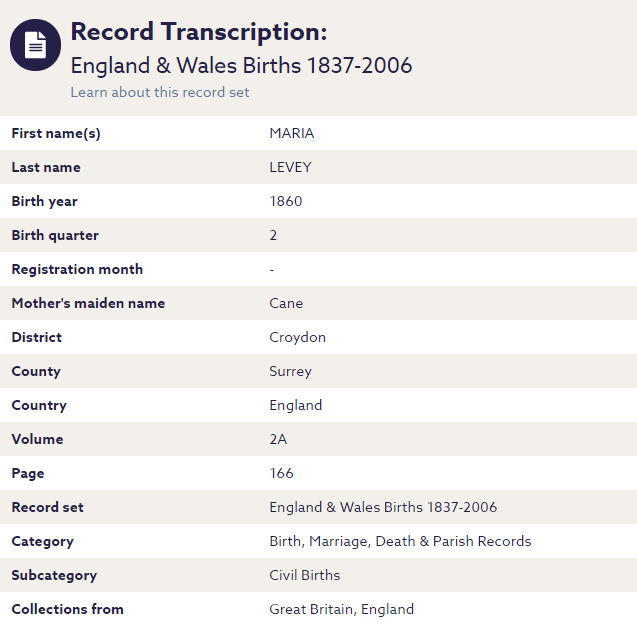 Record Transcription:
England & Wales Births 1837-2006
Learn about this record set
First name(s) MARIA
Last name LEVEY
Birth year 1860
Birth quarter 2
Registration month -
Mother's maiden name Cane
District Croydon
County Surrey
Country England
Volume 2A
Page 166
Record set England & Wales Births 1837-2006
Category Birth, Marriage, Death & Parish Records
Subcategory Civil Births
Collections from Great Britain, England